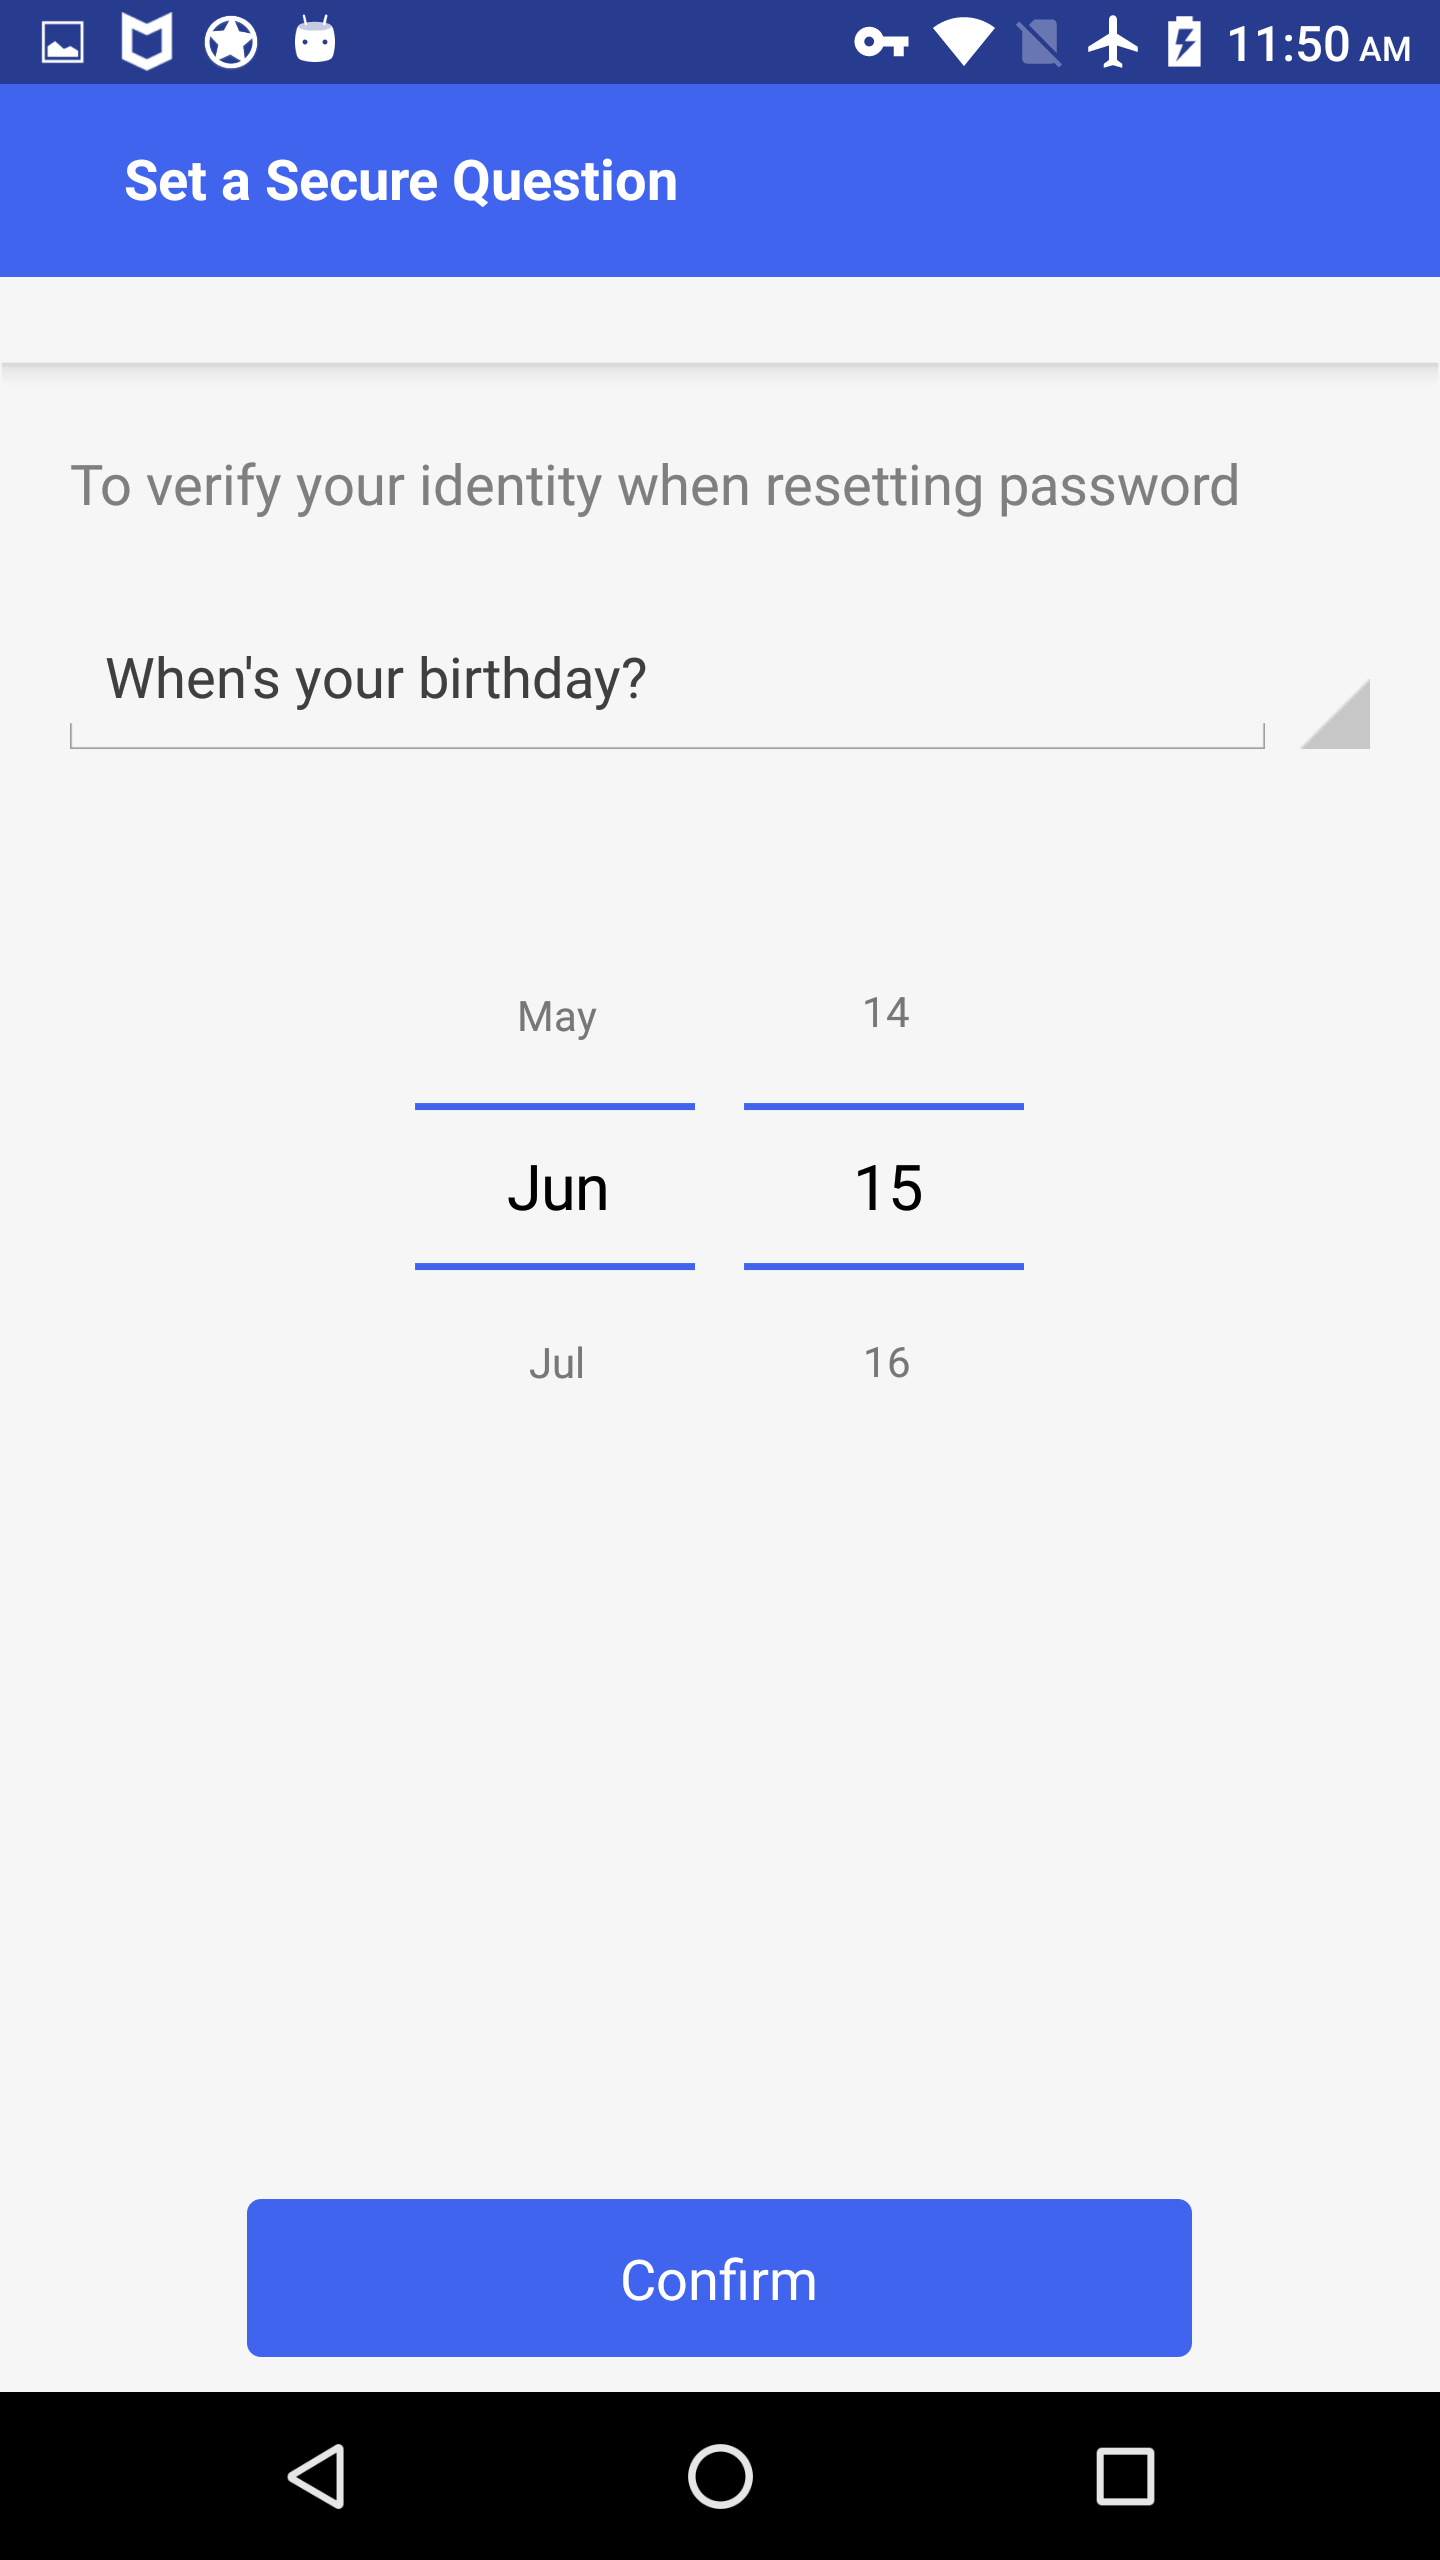 11:50 AM
Set a Secure Question
To verify your identity when resetting password
When's your birthday?
May 14
Jun 15
Jul 16
Confirm